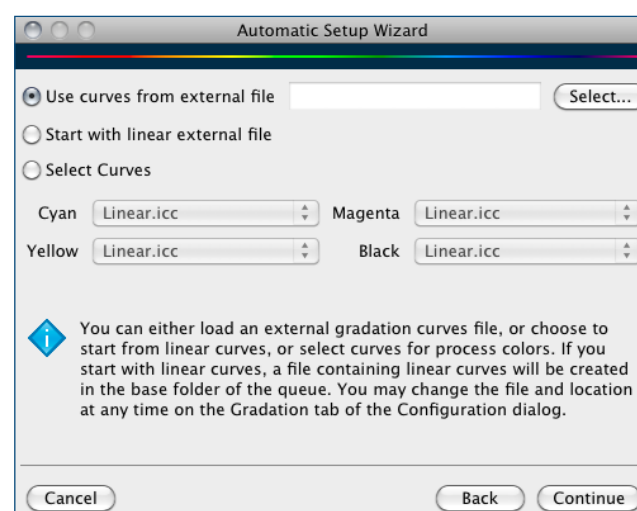 Automatic Setup Wizard
Use curves from external file Select...
Start with linear external file
Select Curves
Cyan Linear.icc Magenta Linear.icc
Yellow Linear.icc Black Linear.icc
You can either load an external gradation curves file, or choose to
start from linear curves, or select curves for process colors. If you
start with linear curves, a file containing linear curves will be created
in the base folder of the queue. You may change the file and location
at any time on the Gradation tab of the Configuration dialog.
Cancel Back Continue